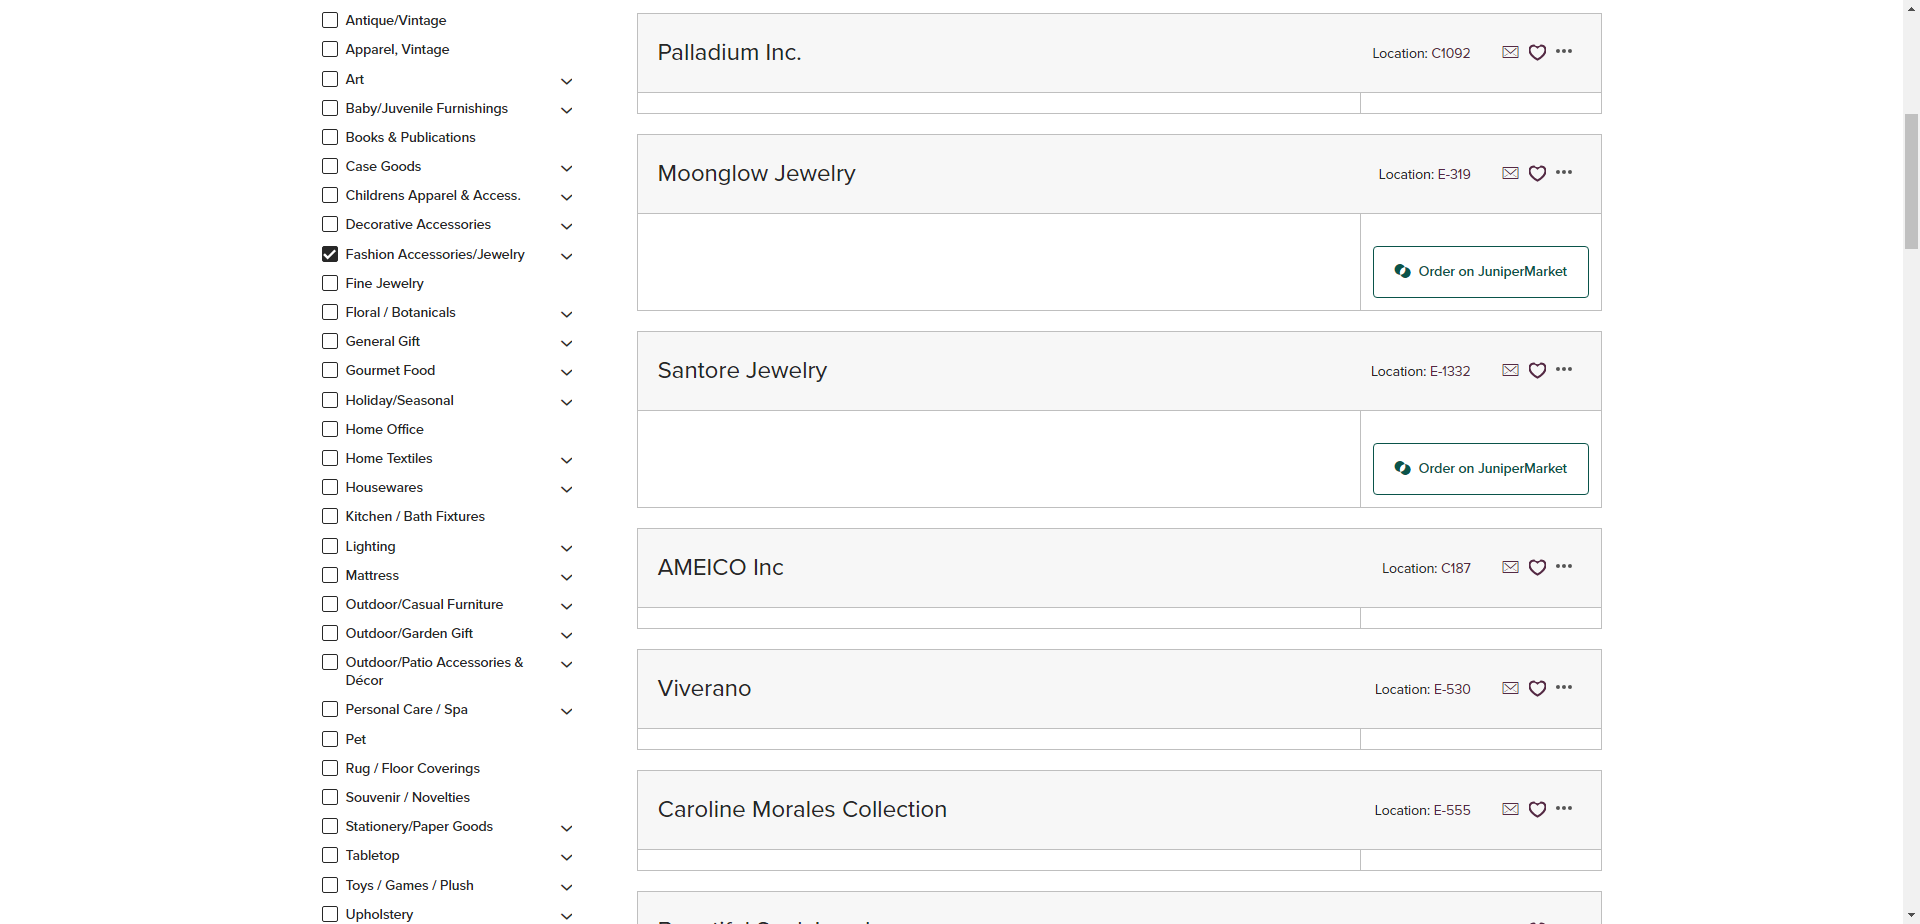 Antique/Vintage
Apparel, Vintage
Art
Baby/Juvenile Furnishings
Books & Publications
Case Goods
Childrens Apparel & Access.
Decorative Accessories
Fashion Accessories/Jewelry
Fine Jewelry
Floral / Botanicals
General Gift
Gourmet Food
Holiday/Seasonal
Home Office
Home Textiles
Housewares
Kitchen / Bath Fixtures
Lighting
Mattress
Outdoor/Casual Furniture
Outdoor/Garden Gift
Outdoor/Patio Accessories &
Décor
Personal Care / Spa
Pet
Rug / Floor Coverings
Souvenir / Novelties
Stationery/Paper Goods
Tabletop
Toys / Games / Plush
Upholstery
Palladium Inc.
Location: C1092
Moonglow Jewelry
Location: E-319
Order on JuniperMarket
Santore Jewelry
Location: E-1332
Order on JuniperMarket
AMEICO Inc
Location: C187
Viverano
Location: E-530
Caroline Morales Collection
Location: E-555